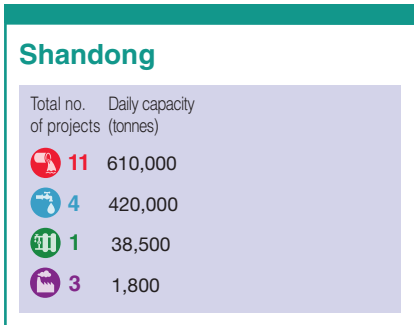 Shandong
Total no. Daily capacity
of projects (tonnes)
11 610,000
4 420,000
1 38,500
3 1,800